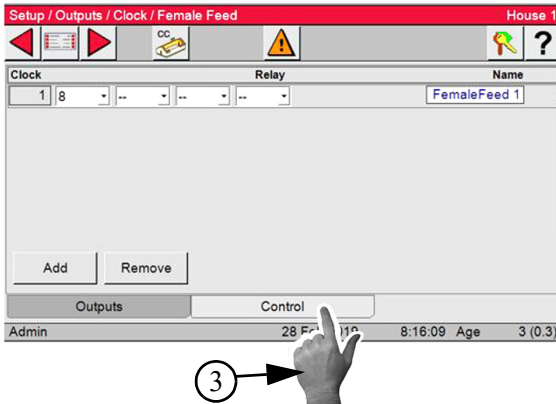 Setup / Outputs / Clock / Female Feed House 1
CC ?
Clock Relay Name
1 8 -- -- -- FemaleFeed 1
Add Remove
Outputs Control
Admin 28 8:16:09 Age 3 (0.3)
3